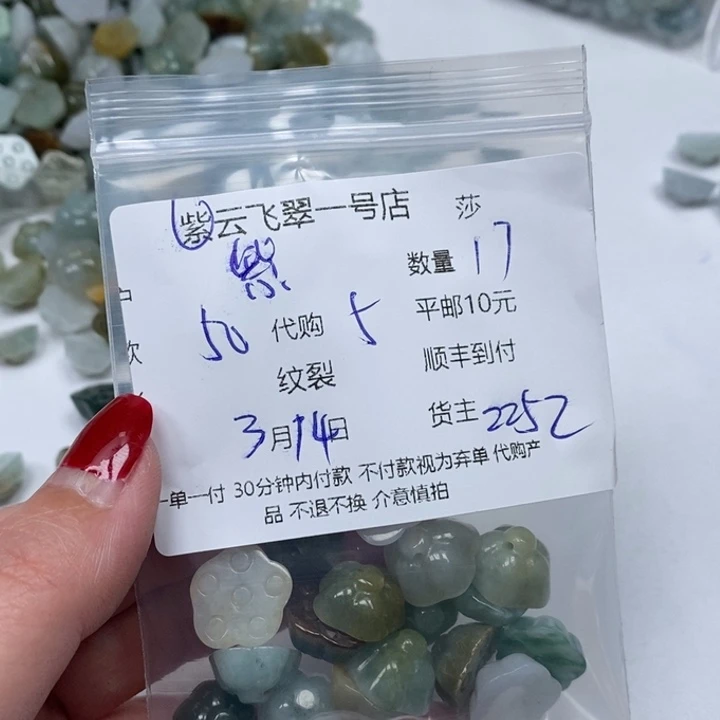 紫云飞翠一号店 莎
紫 数量 17
户
50 代购 5 平邮10元
款
纹裂 顺丰到付
3月14日 货主 2252
一单一付 30分钟内付款 不付款视为弃单 代购产
品 不退不换 介意慎拍